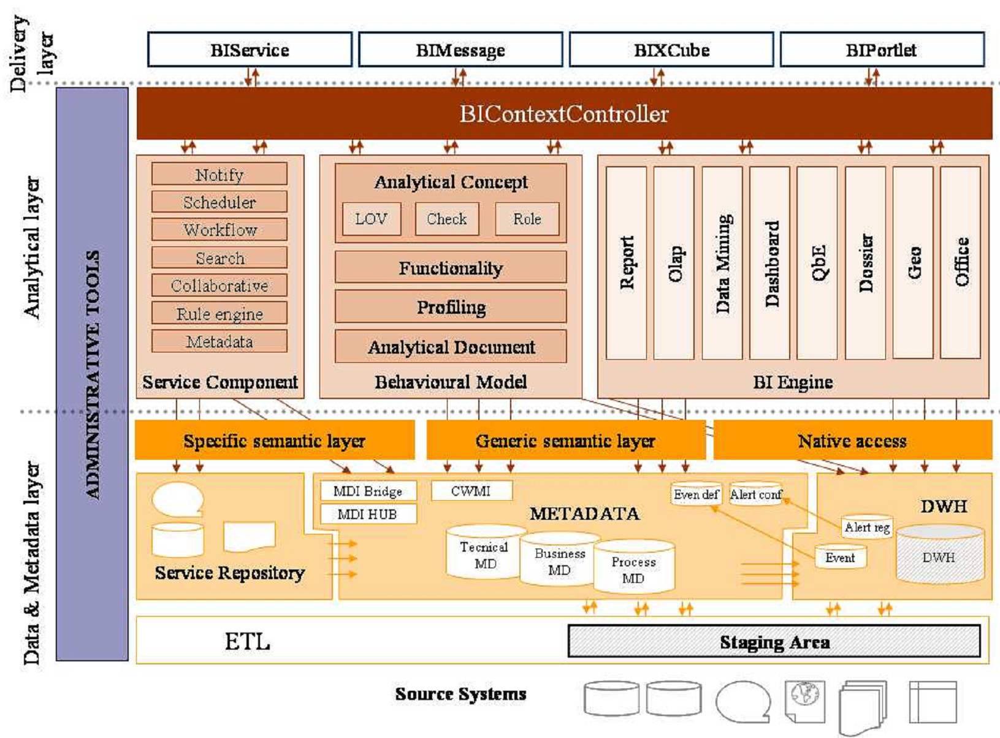 Delivery
layer
BIService
BIMessage
BIXCube
BIPortlet
BIContextController
ADMINISTRATIVE TOOLS
Analytical layer
Notify
Scheduler
Workflow
Search
Collaborative
Rule engine
Metadata
Service Component
Analytical Concept
LOV
Check
Role
Functionality
Profiling
Analytical Document
Behavioural Model
Report
Olap
Data Mining
Dashboard
QbE
Dossier
Geo
Office
BI Engine
Data & Metadata layer
Specific semantic layer
Generic semantic layer
Native access
Service Repository
MDI Bridge
MDI HUB
CWMI
METADATA
Even def
Alert conf
Tecnical
MD
Business
MD
Process
MD
DWH
Alert reg
Event
DWH
ETL
Staging Area
Source Systems